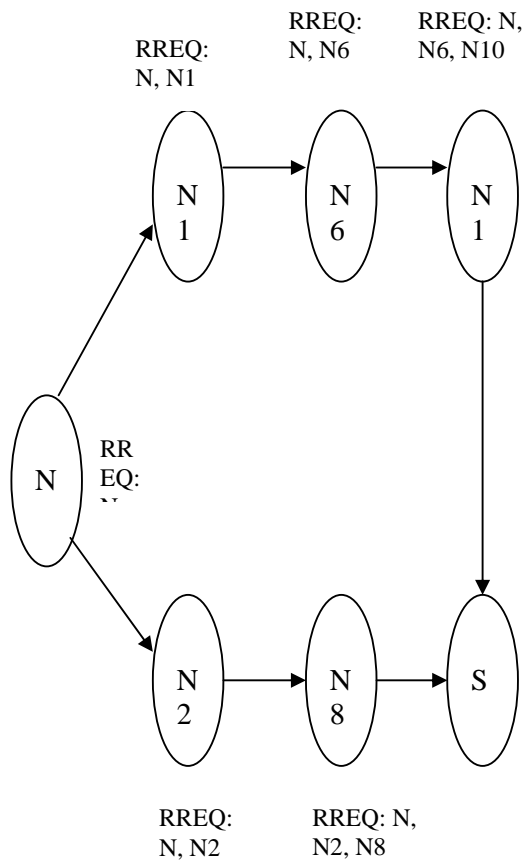 RREQ:
N, N1
RREQ:
N, N6
RREQ: N,
N6, N10
N
1
N
6
N
1
N
RR
EQ:
N
2
N
8
S
RREQ:
N, N2
RREQ: N,
N2, N8